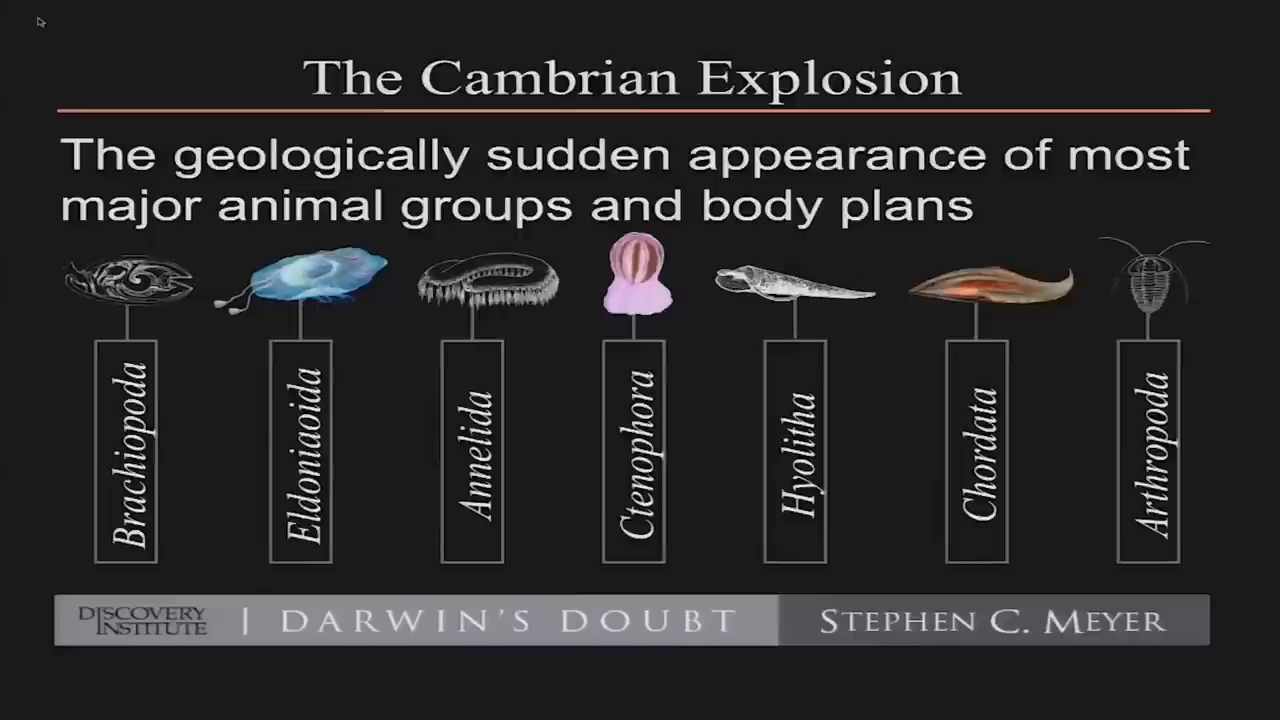 The Cambrian Explosion
The geologically sudden appearance of most
major animal groups and body plans
Brachiopoda
Eldoniaoida
Annelida
Ctenophora
Hyolitha
Chordata
Arthropoda
DISCOVERY
INSTITUTE
DARWIN'S DOUBT
STEPHEN C. MEYER